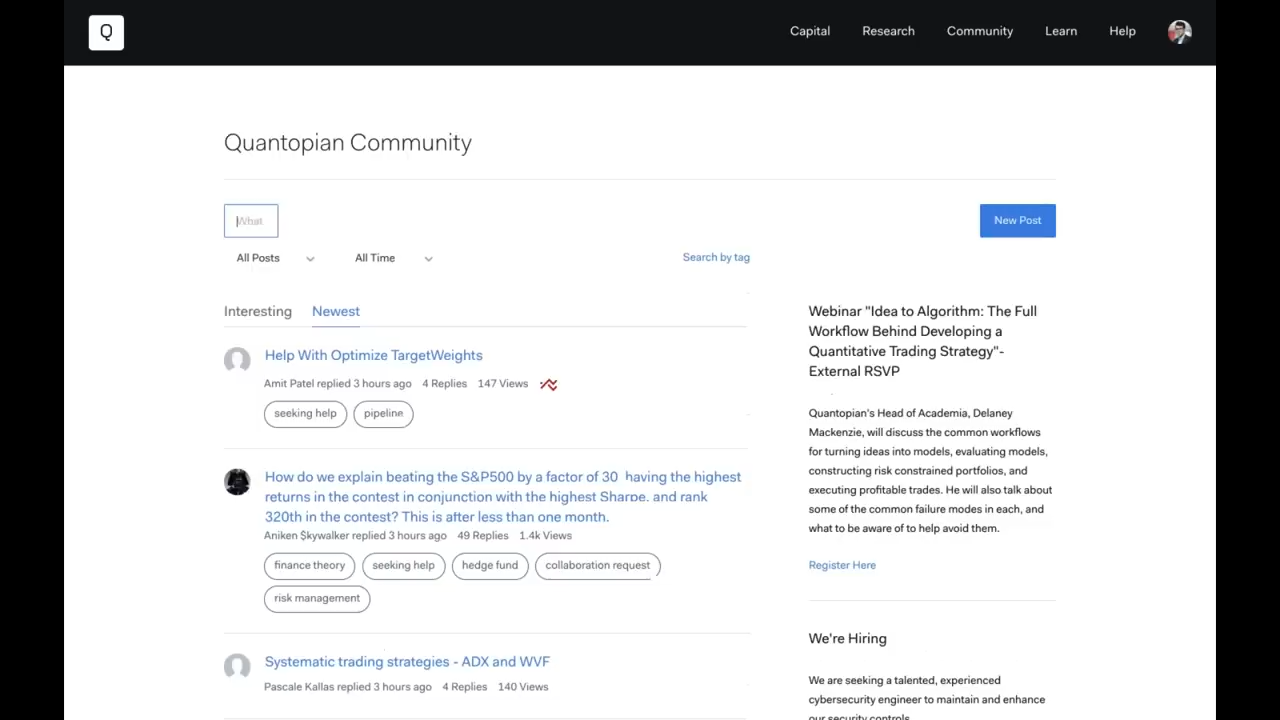 Q
Capital
Research
Community
Learn
Help
Quantopian Community
What
New Post
All Posts
All Time
Search by tag
Interesting
Newest
Help With Optimize TargetWeights
Amit Patel replied 3 hours ago 4 Replies 147 Views
seeking help
pipeline
How do we explain beating the S&P500 by a factor of 30 having the highest
returns in the contest in conjunction with the highest Sharpe. and rank
320th in the contest? This is after less than one month.
Aniken $kywalker replied 3 hours ago 49 Replies 1.4k Views
finance theory
seeking help
hedge fund
collaboration request
risk management
Systematic trading strategies - ADX and WVF
Pascale Kallas replied 3 hours ago 4 Replies 140 Views
Webinar "Idea to Algorithm: The Full
Workflow Behind Developing a
Quantitative Trading Strategy"-
External RSVP
Quantopian's Head of Academia, Delaney
Mackenzie, will discuss the common workflows
for turning ideas into models, evaluating models,
constructing risk constrained portfolios, and
executing profitable trades. He will also talk about
some of the common failure modes in each, and
what to be aware of to help avoid them.
Register Here
We're Hiring
We are seeking a talented, experienced
cybersecurity engineer to maintain and enhance
our security controls